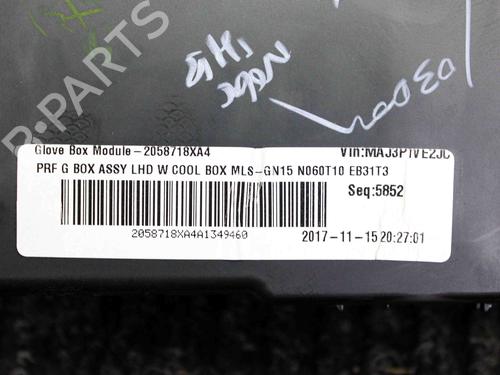 Glove Box Module-2058718XA4
Vin:MAJ3P1VE2JC
PRF G BOX ASSY LHD W COOL BOX MLS-GN15 N060T10 EB31T3
Seq:5852
2058718XA4A1349460
2017-11-15 20:27:01
B-PARTS